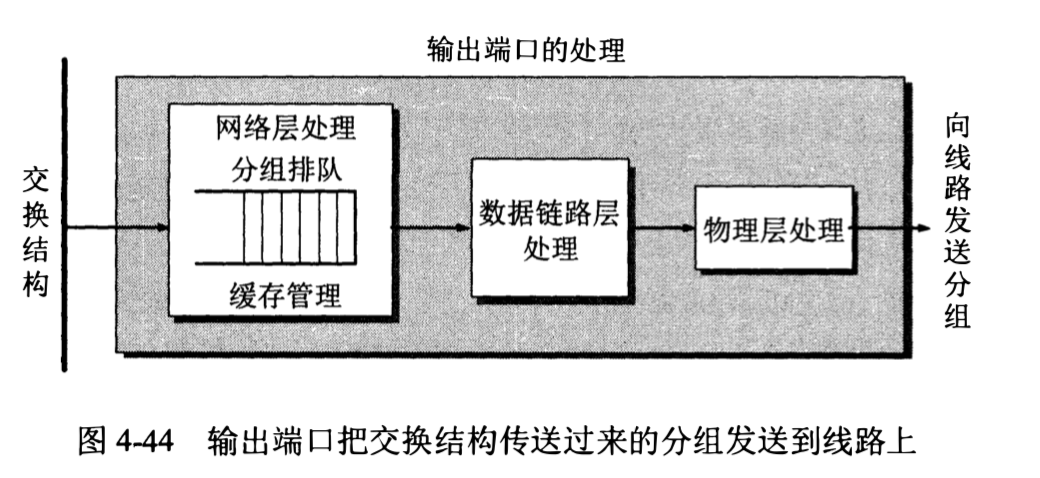 输出端口的处理
交换结构
网络层处理
分组排队
缓存管理
数据链路层
处理
物理层处理
向线路发送分组
图 4-44 输出端口把交换结构传送过来的分组发送到线路上